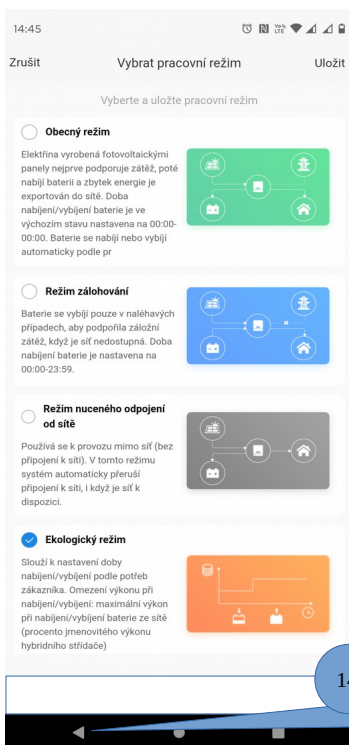 14:45
Zrušit Vybrat pracovní režim Uložit
Vyberte a uložte pracovní režim
Obecný režim
Elektřina vyrobená fotovoltaickými
panely nejprve podporuje zátěž, poté
nabíjí baterii a zbytek energie je
exportován do sítě. Doba
nabíjení/vybíjení baterie je ve
výchozím stavu nastavena na 00:00-
00:00. Baterie se nabíjí nebo vybíjí
automaticky podle pr
Režim zálohování
Baterie se vybíjí pouze v naléhavých
případech, aby podpořila záložní
zátěž, když je síť nedostupná. Doba
nabíjení baterie je nastavena na
00:00-23:59.
Režim nuceného odpojení
od sítě
Používá se k provozu mimo síť (bez
připojení k síti). V tomto režimu
systém automaticky přeruší
připojení k síti, i když je síť k
dispozici.
Ekologický režim
Slouží k nastavení doby
nabíjení/vybíjení podle potřeb
zákazníka. Omezení výkonu při
nabíjení/vybíjení: maximální výkon
při nabíjení/vybíjení baterie ze sítě
(procento jmenovitého výkonu
hybridního střídače)
14